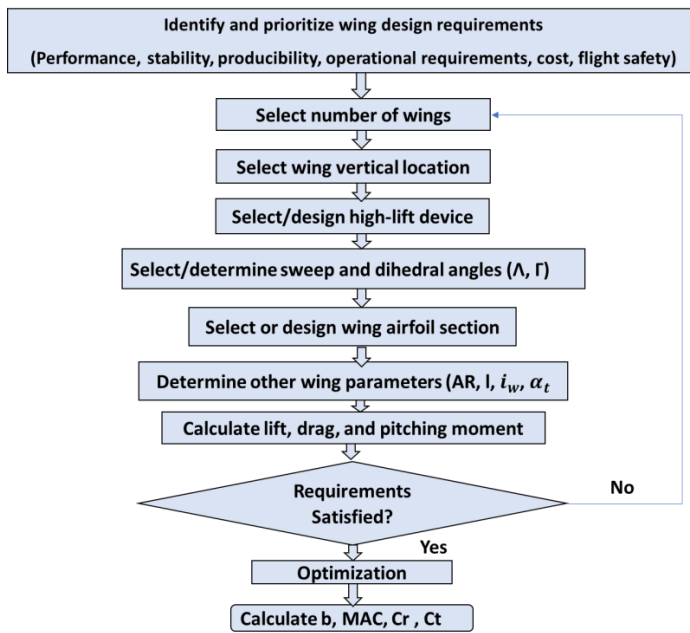 Identify and prioritize wing design requirements
(Performance, stability, producibility, operational requirements, cost, flight safety)
Select number of wings
Select wing vertical location
Select/design high-lift device
Select/determine sweep and dihedral angles (Λ, Γ)
Select or design wing airfoil section
Determine other wing parameters (AR, l, i_w, α_t
Calculate lift, drag, and pitching moment
Requirements
Satisfied?
No
Yes
Optimization
Calculate b, MAC, Cr , Ct